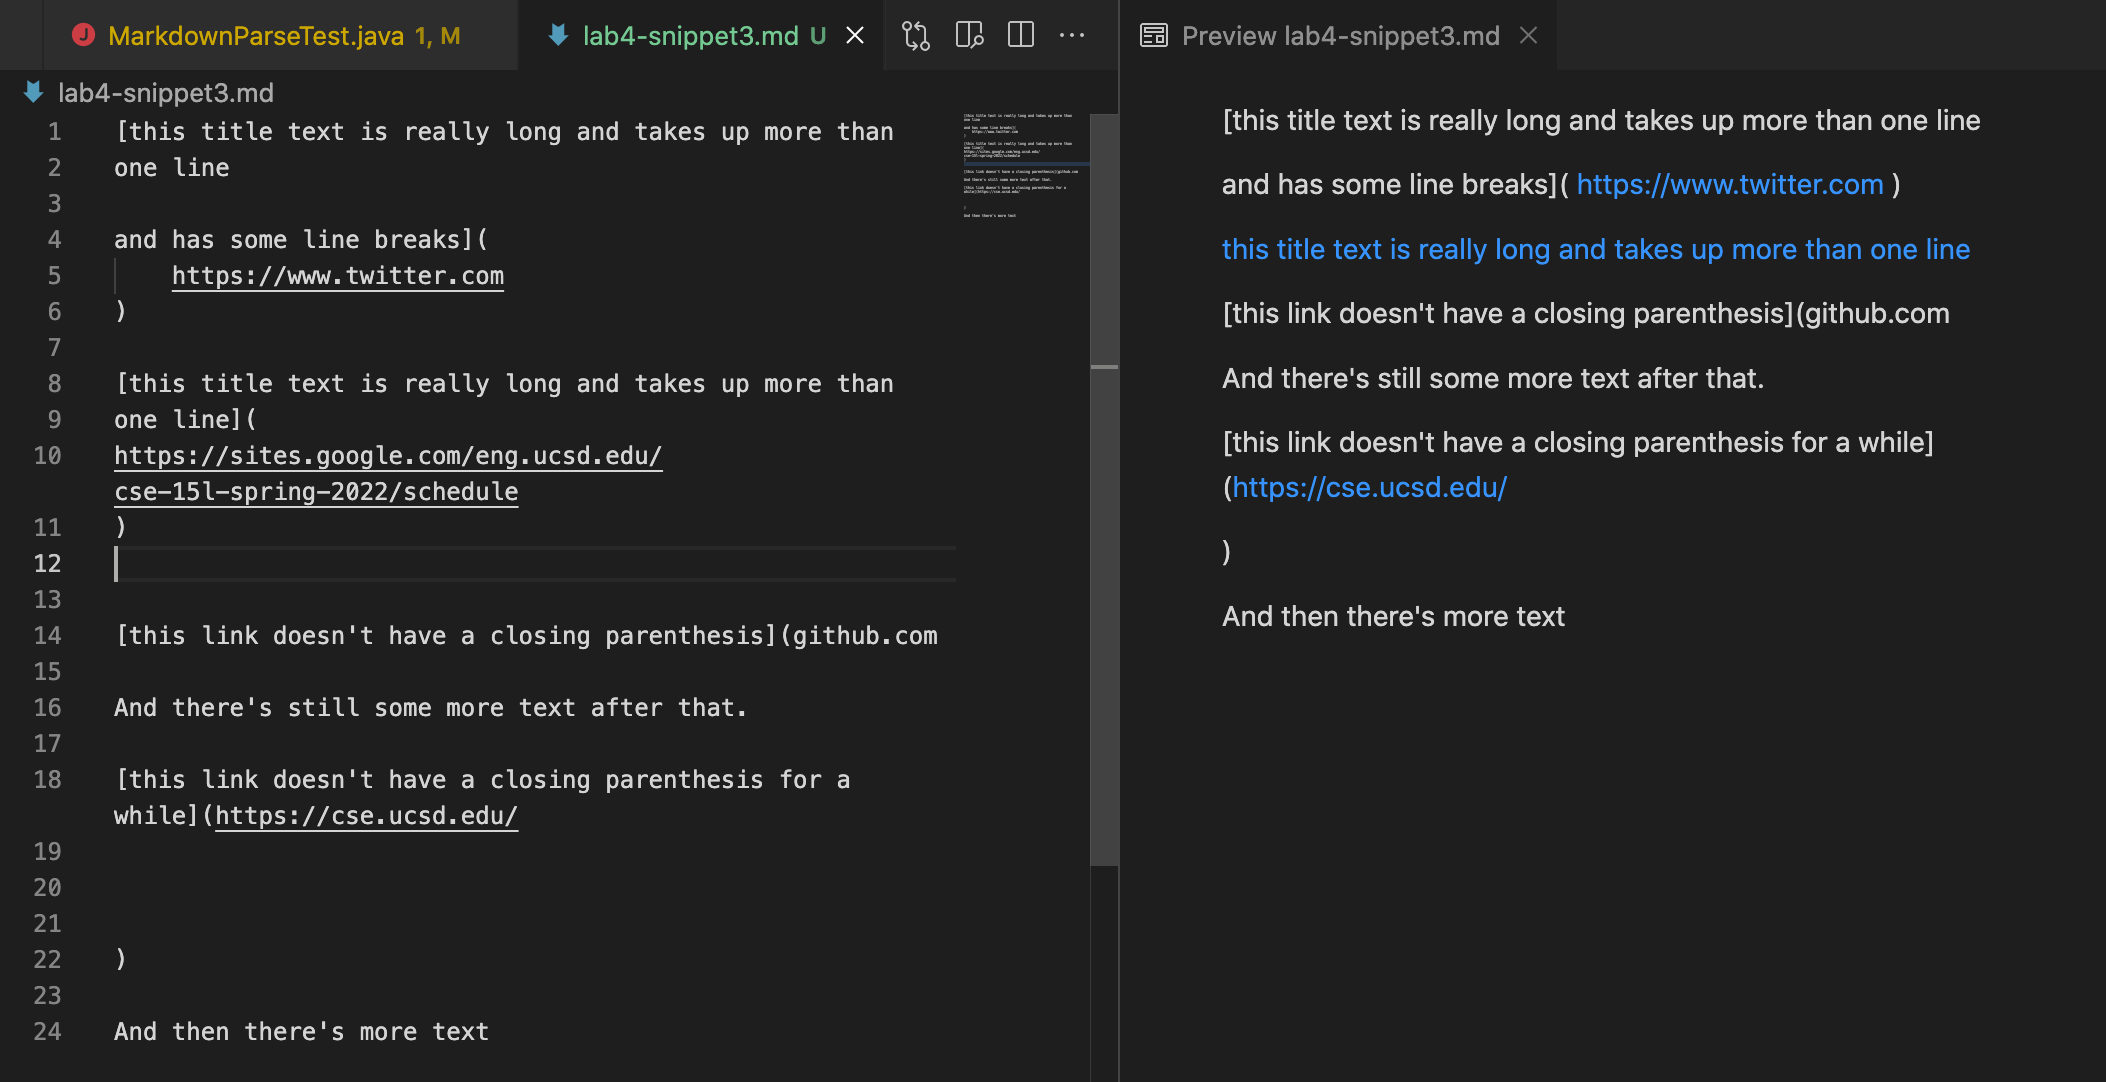 MarkdownParseTest.java 1, M
lab4-snippet3.md U
Preview lab4-snippet3.md
lab4-snippet3.md
1 [this title text is really long and takes up more than
2 one line
3
4 and has some line breaks](
5 https://www.twitter.com
6 )
7
8 [this title text is really long and takes up more than
9 one line](
10 https://sites.google.com/eng.ucsd.edu/
cse-15l-spring-2022/schedule
11 )
12
13
14 [this link doesn't have a closing parenthesis](github.com
15
16 And there's still some more text after that.
17
18 [this link doesn't have a closing parenthesis for a
while](https://cse.ucsd.edu/
19
20
21
22 )
23
24 And then there's more text
[this title text is really long and takes up more than one line
and has some line breaks]( https://www.twitter.com )
this title text is really long and takes up more than one line
[this link doesn't have a closing parenthesis](github.com
And there's still some more text after that.
[this link doesn't have a closing parenthesis for a while]
(https://cse.ucsd.edu/
)
And then there's more text